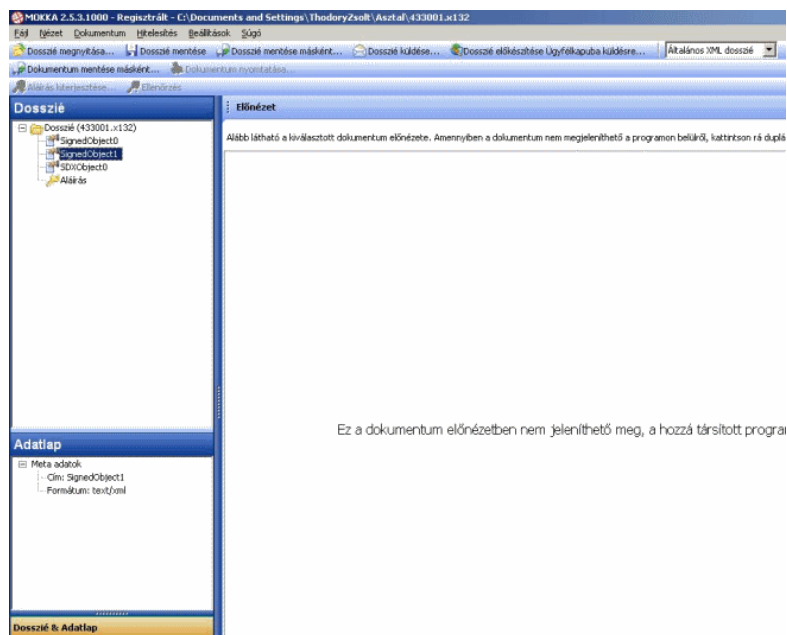 MOKKA 2.5.3.1000 - Regisztrált - C:\Documents and Settings\ThodoryZsolt\Asztal\433001.x132
Fájl Nézet Dokumentum Hitelesítés Beállítások Súgó
Dosszié megnyitása... Dosszié mentése Dosszié mentése másként... Dosszié küldése... Dosszié előkészítése Ügyfélkapuba küldésre... Általános XML dosszié
Dokumentum mentése másként... Dokumentum nyomtatása...
Aláírás kiterjesztése... Ellenőrzés
Dosszié
Előnézet
Dosszié (433001.x132)
SignedObject0
SignedObject1
SDXObject0
Aláírás
Alább látható a kiválasztott dokumentum előnézete. Amennyiben a dokumentum nem megjeleníthető a programon belülről, kattintson rá duplá
Ez a dokumentum előnézetben nem jeleníthető meg, a hozzá társított progra
Adatlap
Meta adatok
Cím: SignedObject1
Formátum: text/xml
Dosszié & Adatlap